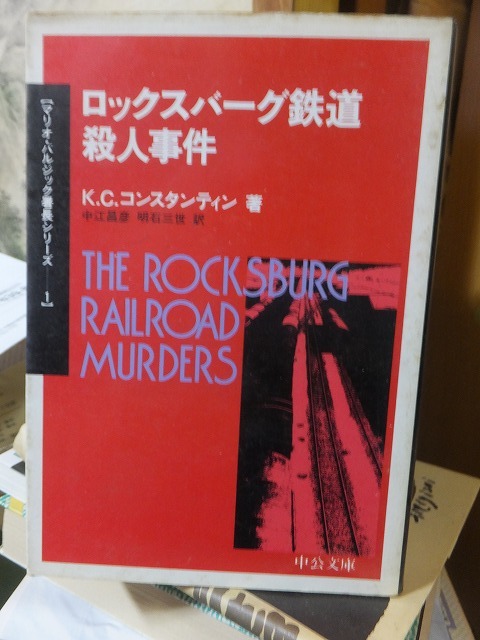 ロックスバーグ鉄道
殺人事件
K.C.コンスタンティン 著
中江昌彦 明石三世 訳
【マリオ・バルジック署長シリーズ 1】
THE ROCKSBURG
RAILROAD
MURDERS
中公文庫